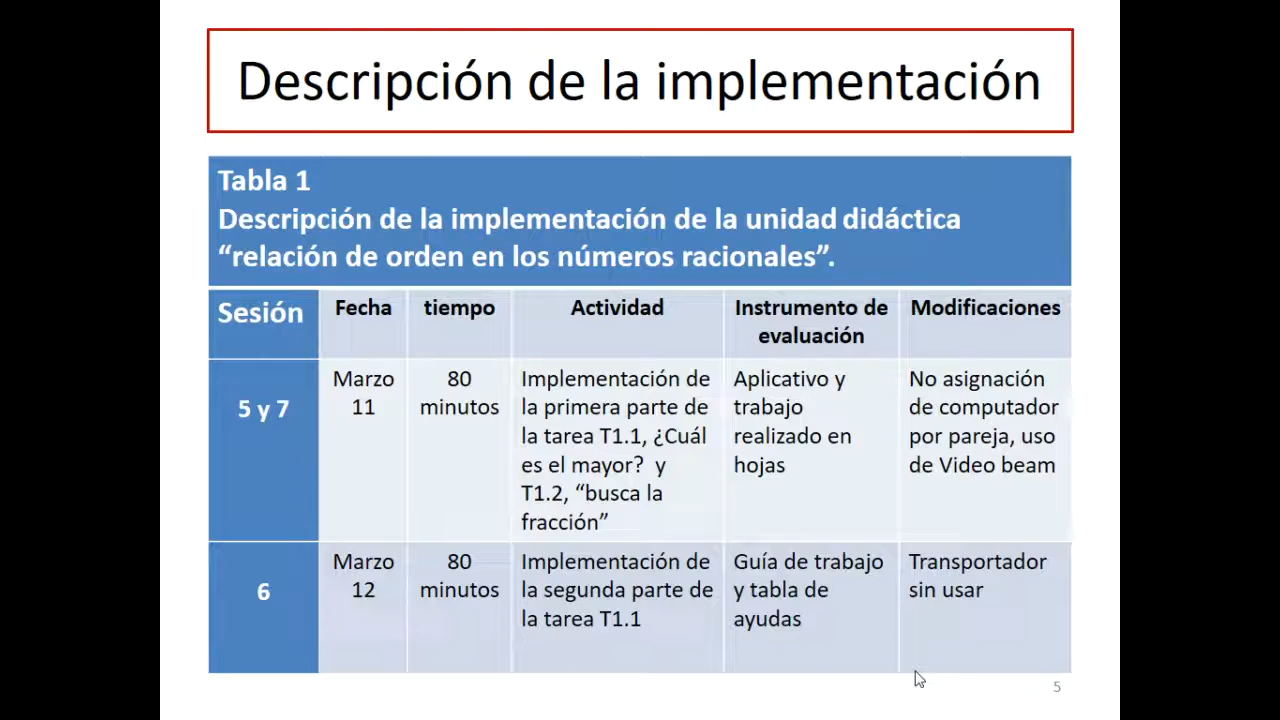 Descripción de la implementación
Tabla 1
Descripción de la implementación de la unidad didáctica
“relación de orden en los números racionales”.
Sesión
Fecha
tiempo
Actividad
Instrumento de
evaluación
Modificaciones
5 y 7
Marzo
11
80
minutos
Implementación de
la primera parte de
la tarea T1.1, ¿Cuál
es el mayor? y
T1.2, “busca la
fracción”
Aplicativo y
trabajo
realizado en
hojas
No asignación
de computador
por pareja, uso
de Video beam
6
Marzo
12
80
minutos
Implementación de
la segunda parte de
la tarea T1.1
Guía de trabajo
y tabla de
ayudas
Transportador
sin usar
5